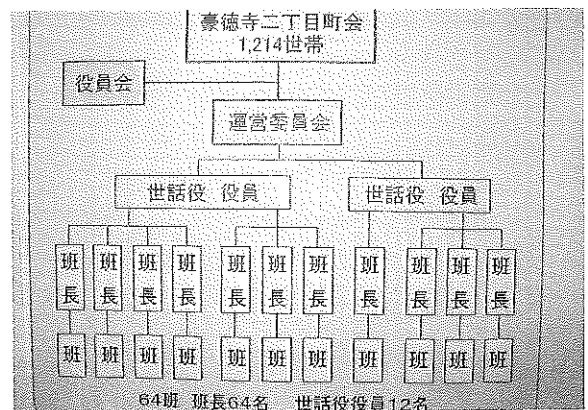 豪徳寺二丁目町会
1,214世帯
役員会
運営委員会
世話役 役員 世話役 役員
班長 班長 班長 班長 班長 班長 班長 班長 班長 班長 班長
班 班 班 班 班 班 班 班 班 班 班
64班 班長64名 世話役役員12名